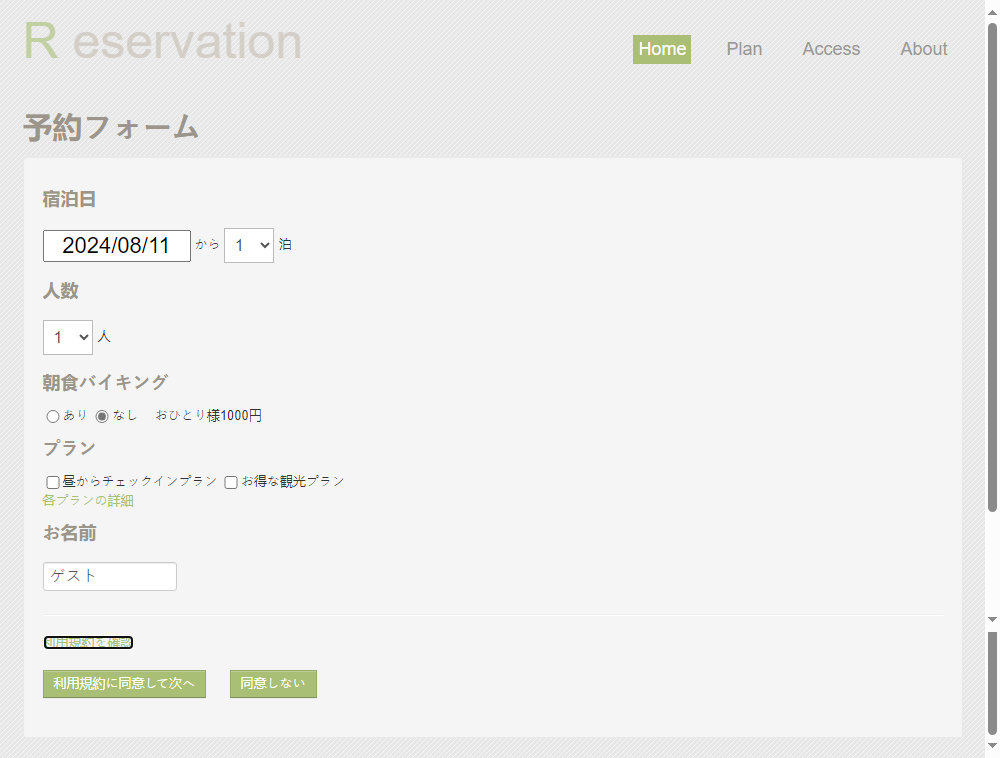 R eservation
Home Plan Access About
予約フォーム
宿泊日
2024/08/11 から 1 泊
人数
1 人
朝食バイキング
あり なし おひとり様1000円
プラン
昼からチェックインプラン お得な観光プラン
各プランの詳細
お名前
ゲスト
利用規約を確認
利用規約に同意して次へ 同意しない